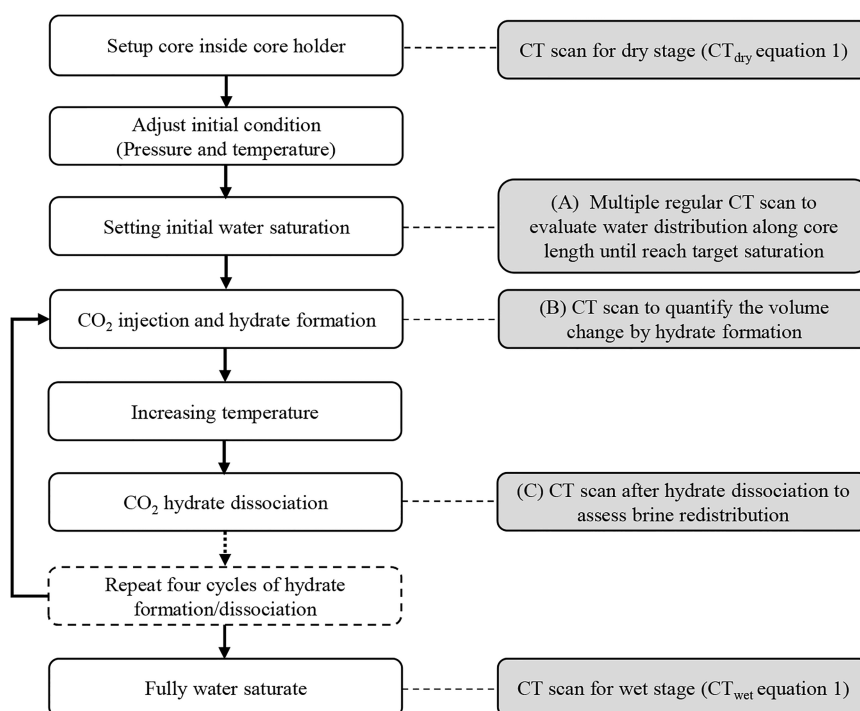 Setup core inside core holder
CT scan for dry stage (CTdry equation 1)
Adjust initial condition
(Pressure and temperature)
Setting initial water saturation
(A) Multiple regular CT scan to
evaluate water distribution along core
length until reach target saturation
CO2 injection and hydrate formation
(B) CT scan to quantify the volume
change by hydrate formation
Increasing temperature
CO2 hydrate dissociation
(C) CT scan after hydrate dissociation to
assess brine redistribution
Repeat four cycles of hydrate
formation/dissociation
Fully water saturate
CT scan for wet stage (CTwet equation 1)